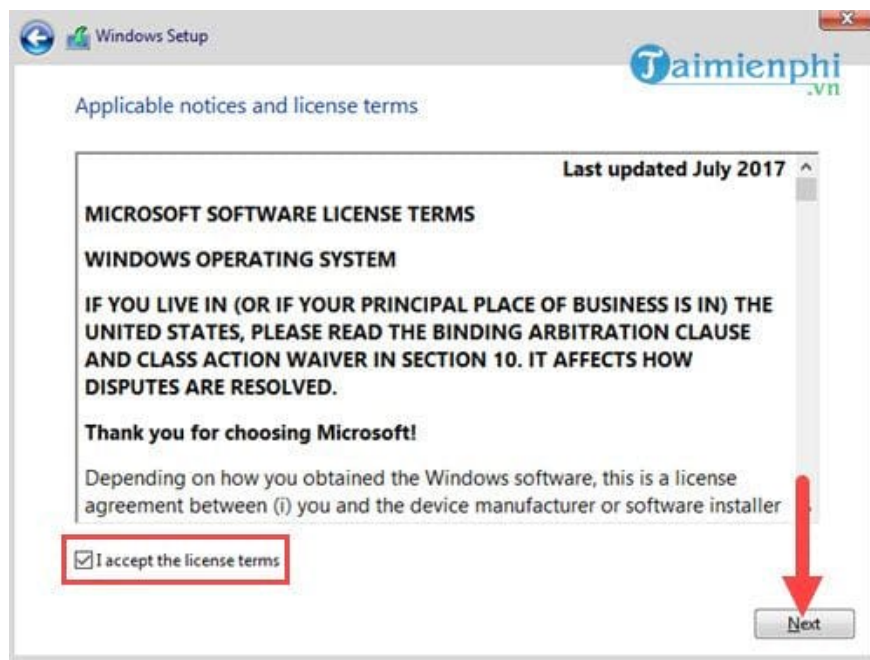 Windows Setup
Taimienphi
.vn
Applicable notices and license terms
Last updated July 2017
MICROSOFT SOFTWARE LICENSE TERMS
WINDOWS OPERATING SYSTEM
IF YOU LIVE IN (OR IF YOUR PRINCIPAL PLACE OF BUSINESS IS IN) THE
UNITED STATES, PLEASE READ THE BINDING ARBITRATION CLAUSE
AND CLASS ACTION WAIVER IN SECTION 10. IT AFFECTS HOW
DISPUTES ARE RESOLVED.
Thank you for choosing Microsoft!
Depending on how you obtained the Windows software, this is a license
agreement between (i) you and the device manufacturer or software installer
I accept the license terms
Next